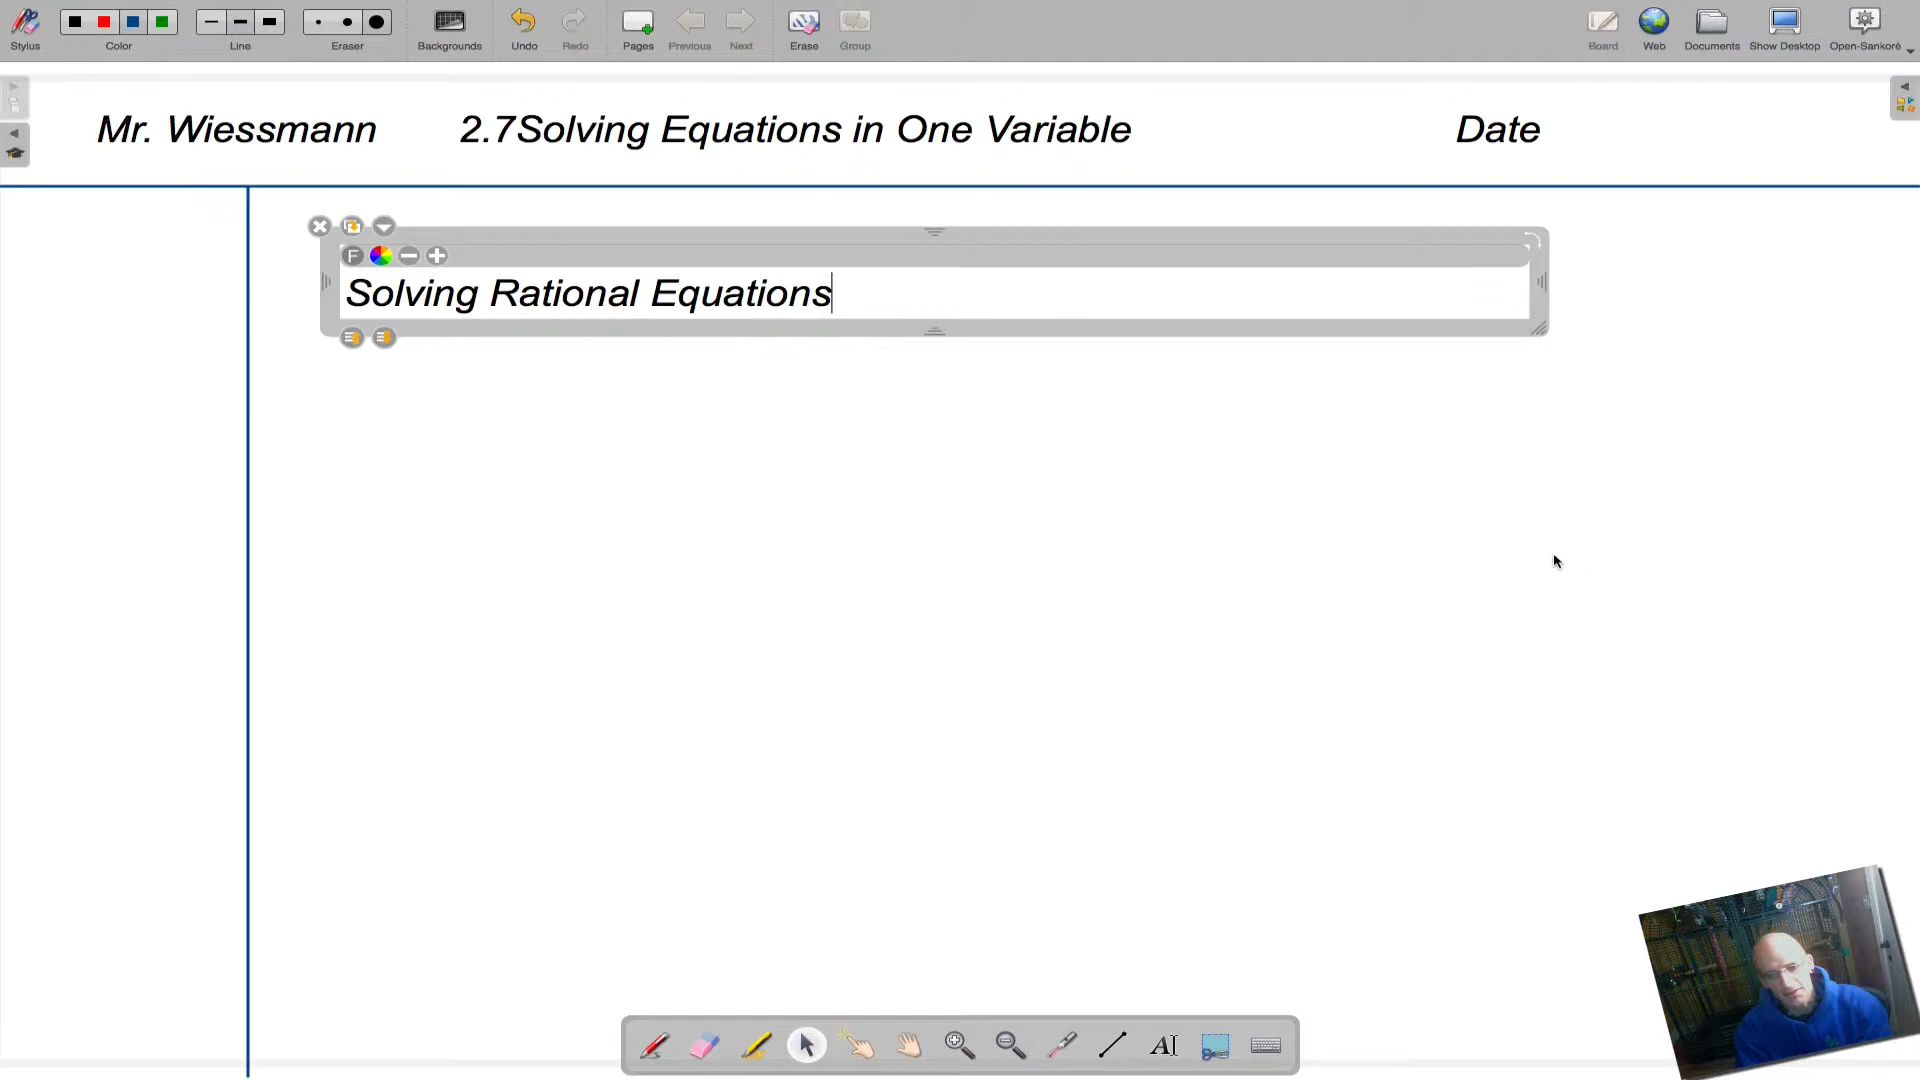 Stylus Color Line Eraser Backgrounds Undo Redo Pages Previous Next Erase Group Board Web Documents Show Desktop Open-Sankoré
Mr. Wiessmann 2.7Solving Equations in One Variable Date
F
Solving Rational Equations
AI